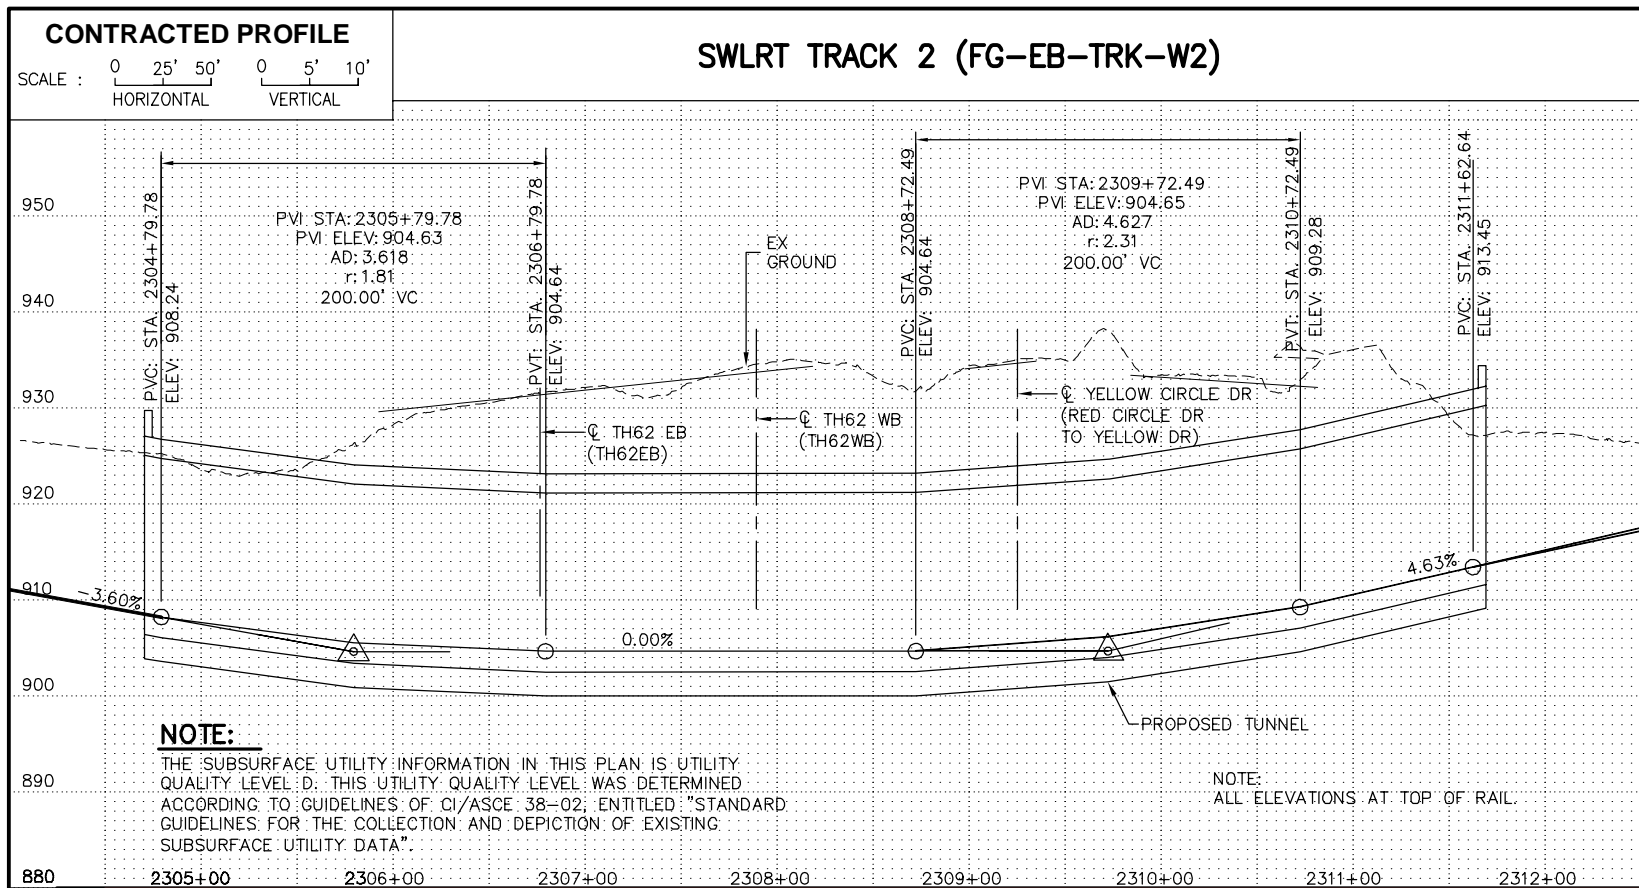 CONTRACTED PROFILE
SCALE :
0 25' 50'
HORIZONTAL
0 5' 10'
VERTICAL
SWLRT TRACK 2 (FG-EB-TRK-W2)
950
940
930
920
910
900
890
880
PVC: STA. 2304+79.78
ELEV: 908.24
PVI STA: 2305+79.78
PVI ELEV: 904.63
AD: 3.618
r: 1.81
200.00' VC
PVT: STA. 2306+79.78
ELEV: 904.64
EX
GROUND
PVC: STA. 2308+72.49
ELEV: 904.64
PVI STA: 2309+72.49
PVI ELEV: 904.65
AD: 4.627
r: 2.31
200.00' VC
PVT: STA. 2310+72.49
ELEV: 909.28
PVC: STA. 2311+62.64
ELEV: 913.45
℄ TH62 EB
(TH62EB)
℄ TH62 WB
(TH62WB)
℄ YELLOW CIRCLE DR
(RED CIRCLE DR
TO YELLOW DR)
-3.60%
0.00%
4.63%
PROPOSED TUNNEL
NOTE:
THE SUBSURFACE UTILITY INFORMATION IN THIS PLAN IS UTILITY
QUALITY LEVEL D. THIS UTILITY QUALITY LEVEL WAS DETERMINED
ACCORDING TO GUIDELINES OF CI/ASCE 38-02, ENTITLED "STANDARD
GUIDELINES FOR THE COLLECTION AND DEPICTION OF EXISTING
SUBSURFACE UTILITY DATA".
NOTE:
ALL ELEVATIONS AT TOP OF RAIL.
2305+00 2306+00 2307+00 2308+00 2309+00 2310+00 2311+00 2312+00